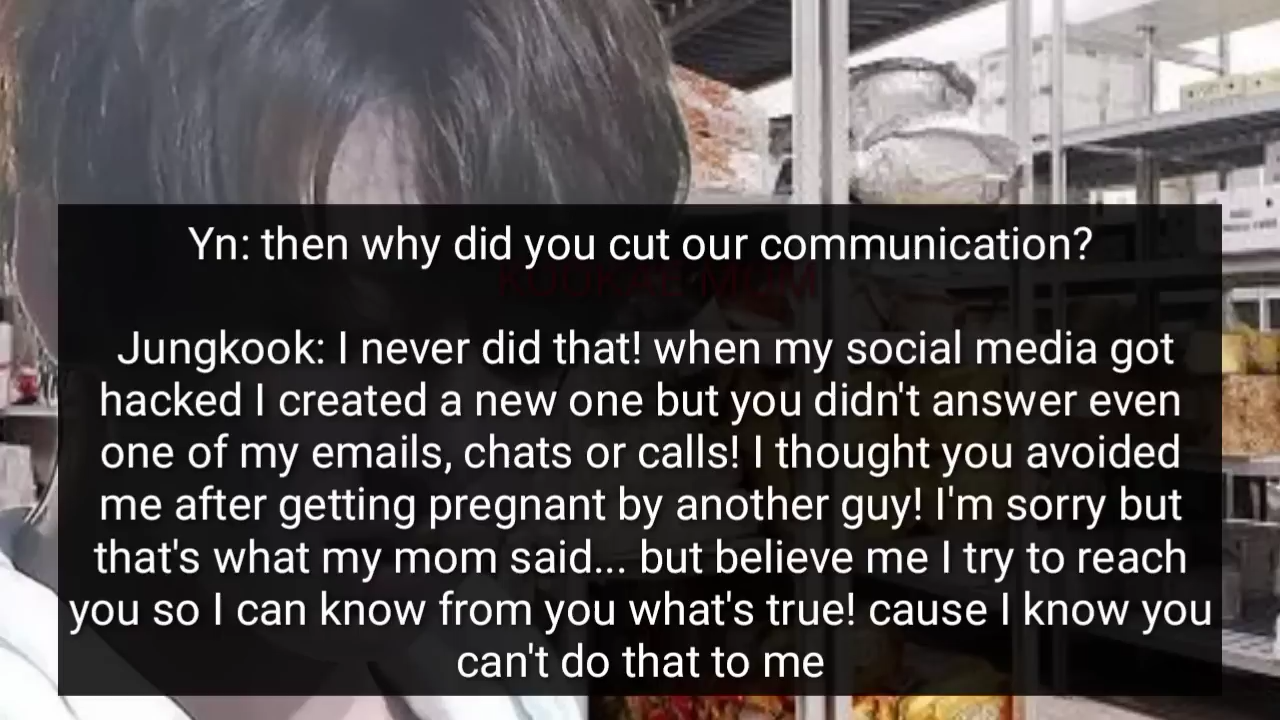 Yn: then why did you cut our communication?
KOOKAE MOM
Jungkook: I never did that! when my social media got
hacked I created a new one but you didn't answer even
one of my emails, chats or calls! I thought you avoided
me after getting pregnant by another guy! I'm sorry but
that's what my mom said... but believe me I try to reach
you so I can know from you what's true! cause I know you
can't do that to me